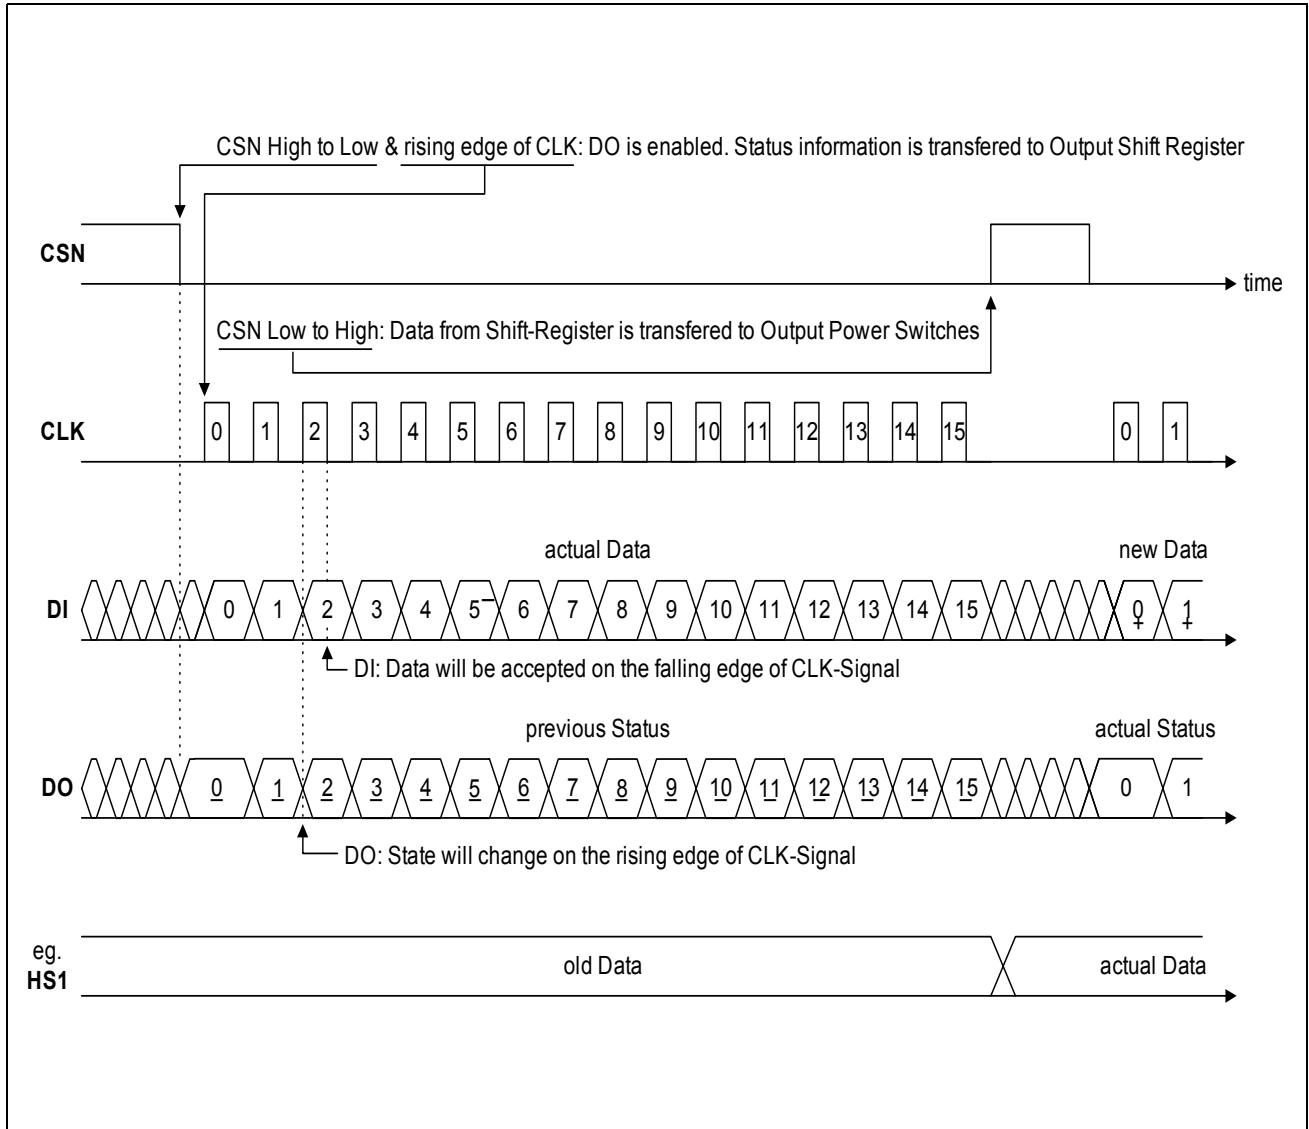 CSN High to Low & rising edge of CLK: DO is enabled. Status information is transfered to Output Shift Register
CSN
time
CSN Low to High: Data from Shift-Register is transfered to Output Power Switches
CLK
0 1 2 3 4 5 6 7 8 9 10 11 12 13 14 15 0 1
actual Data new Data
DI
0 1 2 3 4 5 6 7 8 9 10 11 12 13 14 15 0 1
DI: Data will be accepted on the falling edge of CLK-Signal
previous Status actual Status
DO
0 1 2 3 4 5 6 7 8 9 10 11 12 13 14 15 0 1
DO: State will change on the rising edge of CLK-Signal
eg.
HS1
old Data actual Data